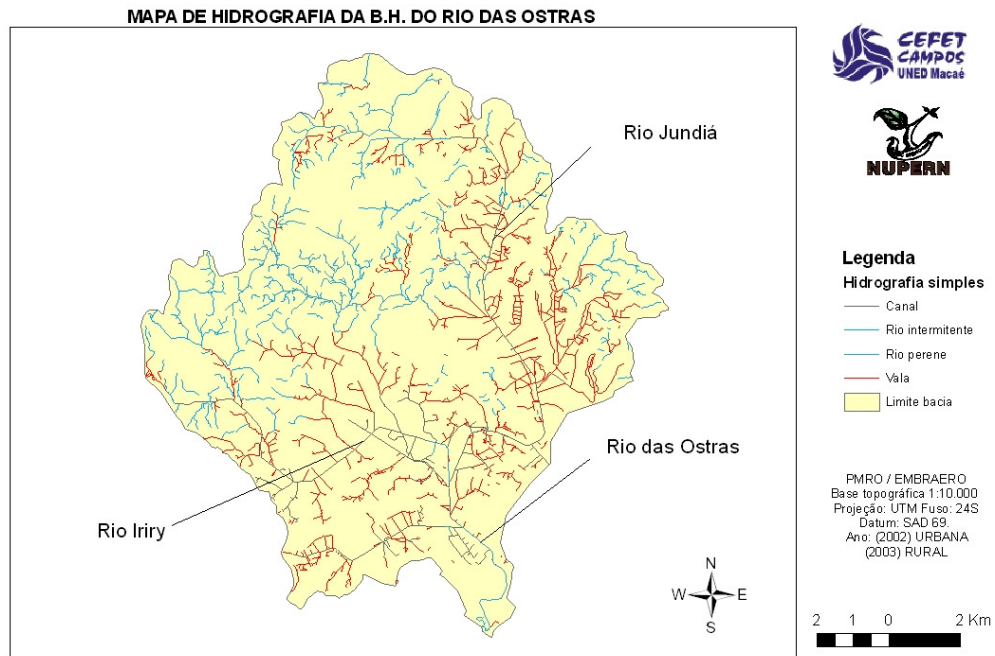 MAPA DE HIDROGRAFIA DA B.H. DO RIO DAS OSTRAS
CEFET
CAMPOS
UNED Macaé
NUPERN
Rio Jundiá
Rio das Ostras
Rio Iriry
Legenda
Hidrografia simples
Canal
Rio intermitente
Rio perene
Vala
Limite bacia
PMRO / EMBRAERO
Base topográfica 1:10.000
Projeção: UTM Fuso: 24S
Datum: SAD 69.
Ano: (2002) URBANA
(2003) RURAL
N
W E
S
2 1 0 2 Km